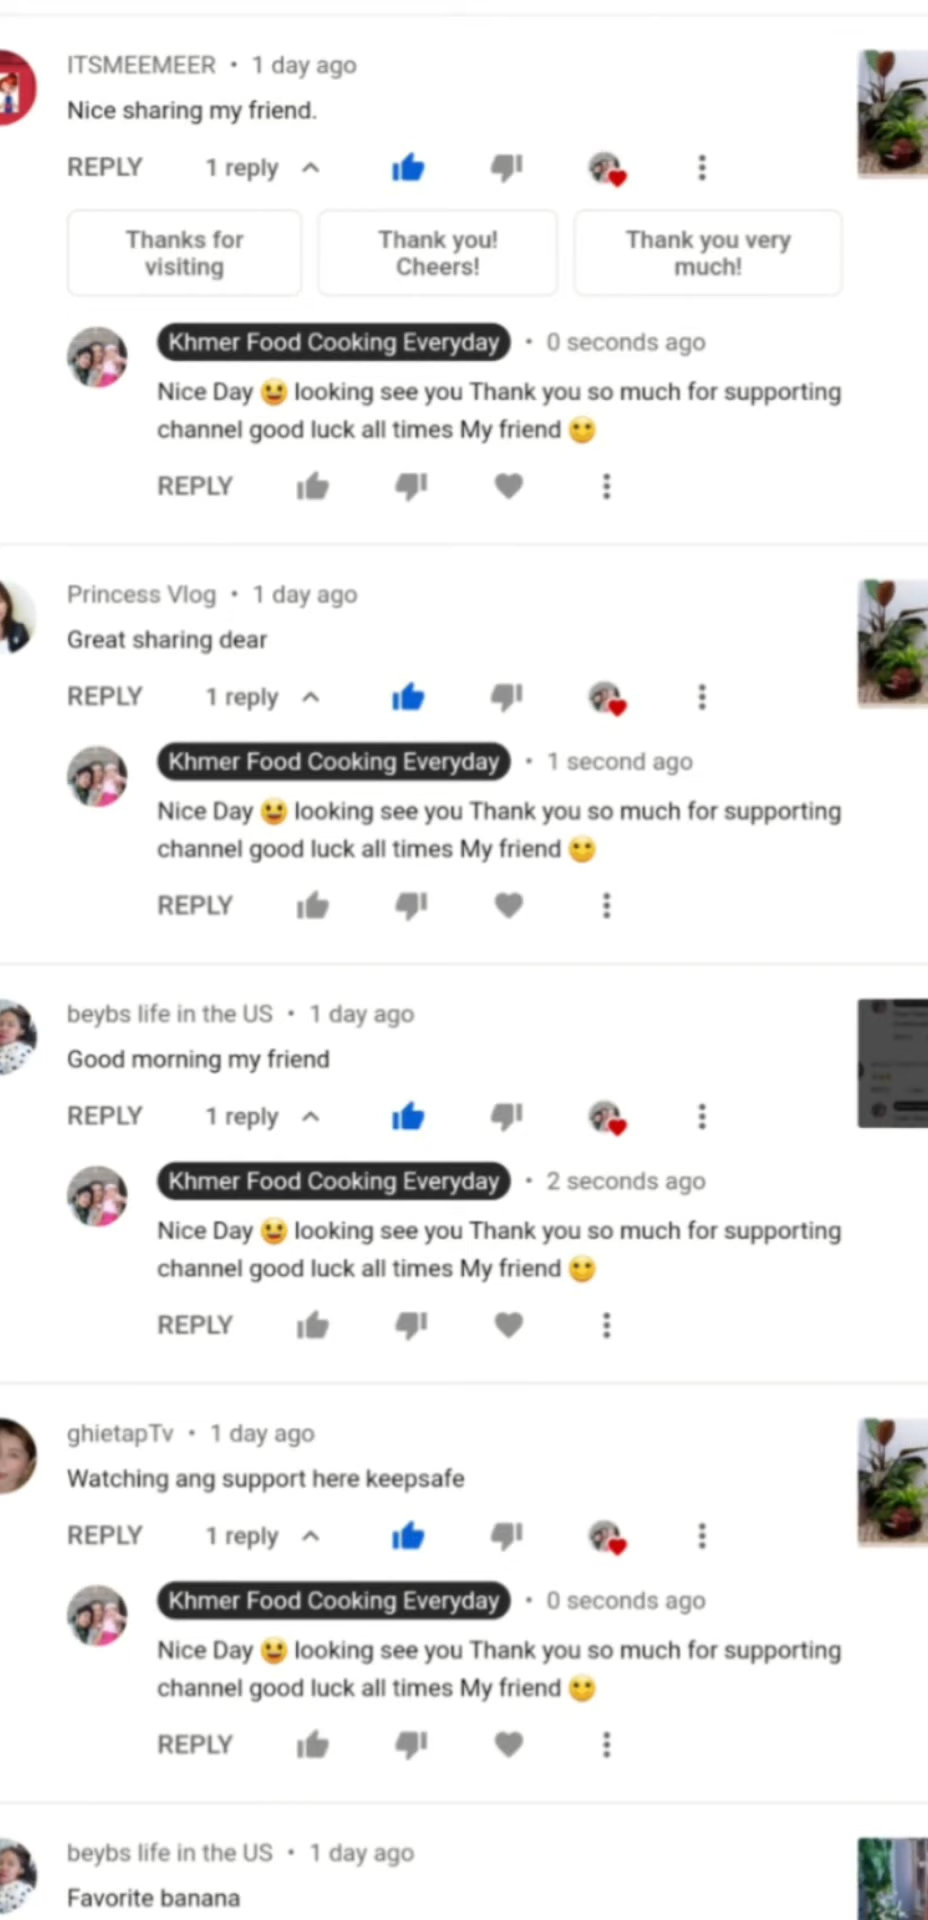 ITSMEEMEER • 1 day ago
Nice sharing my friend.
REPLY 1 reply
Thanks for
visiting
Thank you!
Cheers!
Thank you very
much!
Khmer Food Cooking Everyday • 0 seconds ago
Nice Day 😃 looking see you Thank you so much for supporting
channel good luck all times My friend 🙂
REPLY
Princess Vlog • 1 day ago
Great sharing dear
REPLY 1 reply
Khmer Food Cooking Everyday • 1 second ago
Nice Day 😃 looking see you Thank you so much for supporting
channel good luck all times My friend 🙂
REPLY
beybs life in the US • 1 day ago
Good morning my friend
REPLY 1 reply
Khmer Food Cooking Everyday • 2 seconds ago
Nice Day 😃 looking see you Thank you so much for supporting
channel good luck all times My friend 🙂
REPLY
ghietapTv • 1 day ago
Watching ang support here keepsafe
REPLY 1 reply
Khmer Food Cooking Everyday • 0 seconds ago
Nice Day 😃 looking see you Thank you so much for supporting
channel good luck all times My friend 🙂
REPLY
beybs life in the US • 1 day ago
Favorite banana